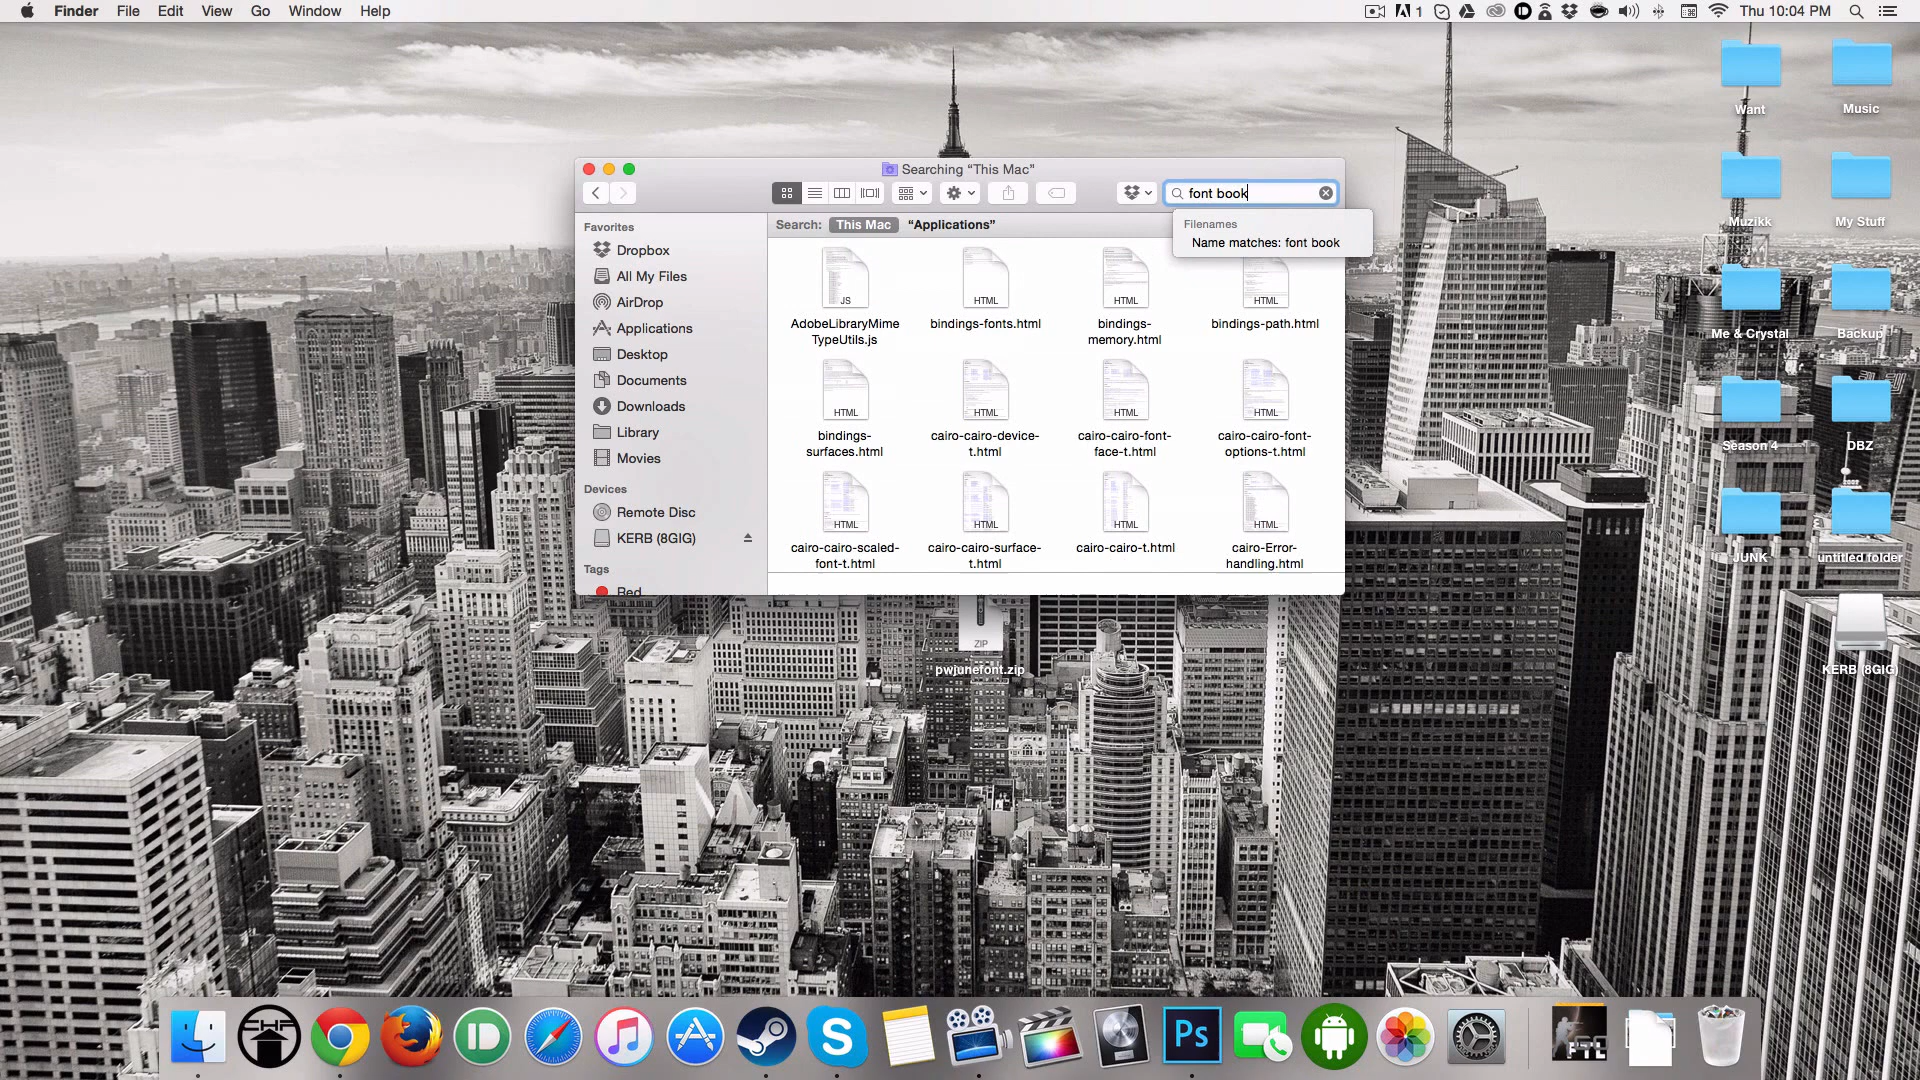 Finder File Edit View Go Window Help
1 Thu 10:04 PM
Searching “This Mac”
font book
Filenames
Name matches: font book
Search: This Mac “Applications”
Favorites
Dropbox
All My Files
AirDrop
Applications
Desktop
Documents
Downloads
Library
Movies
Devices
Remote Disc
KERB (8GIG)
Tags
Red
JS
HTML
HTML
HTML
AdobeLibraryMime
TypeUtils.js
bindings-fonts.html
bindings-
memory.html
bindings-path.html
HTML
HTML
HTML
HTML
bindings-
surfaces.html
cairo-cairo-device-
t.html
cairo-cairo-font-
face-t.html
cairo-cairo-font-
options-t.html
HTML
HTML
HTML
HTML
cairo-cairo-scaled-
font-t.html
cairo-cairo-surface-
t.html
cairo-cairo-t.html
cairo-Error-
handling.html
ZIP
pwjunefont.zip
Want
Music
Muzikk
My Stuff
Me & Crystal
Backup
Season 4
DBZ
JUNK
untitled folder
KERB (8GIG)
Ps